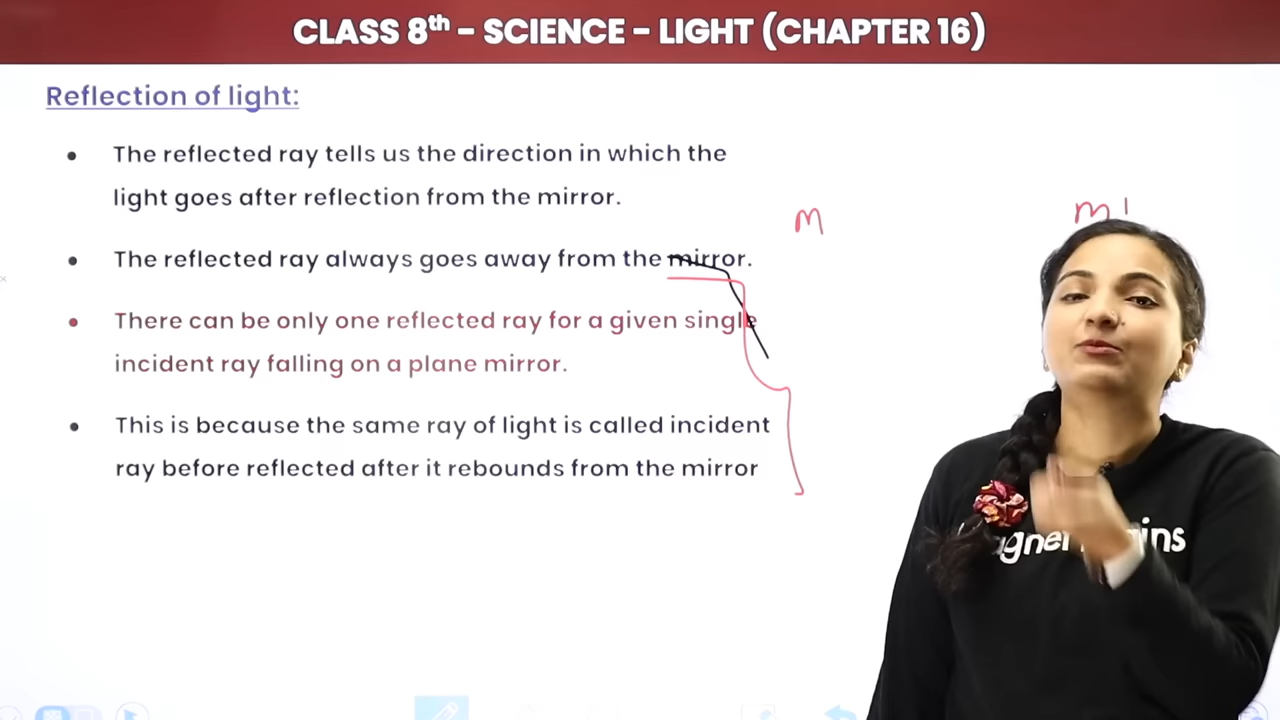 CLASS 8th - SCIENCE - LIGHT (CHAPTER 16)
Reflection of light:
• The reflected ray tells us the direction in which the
light goes after reflection from the mirror.
M
m'
• The reflected ray always goes away from the mirror.
• There can be only one reflected ray for a given single
incident ray falling on a plane mirror.
• This is because the same ray of light is called incident
ray before reflected after it rebounds from the mirror